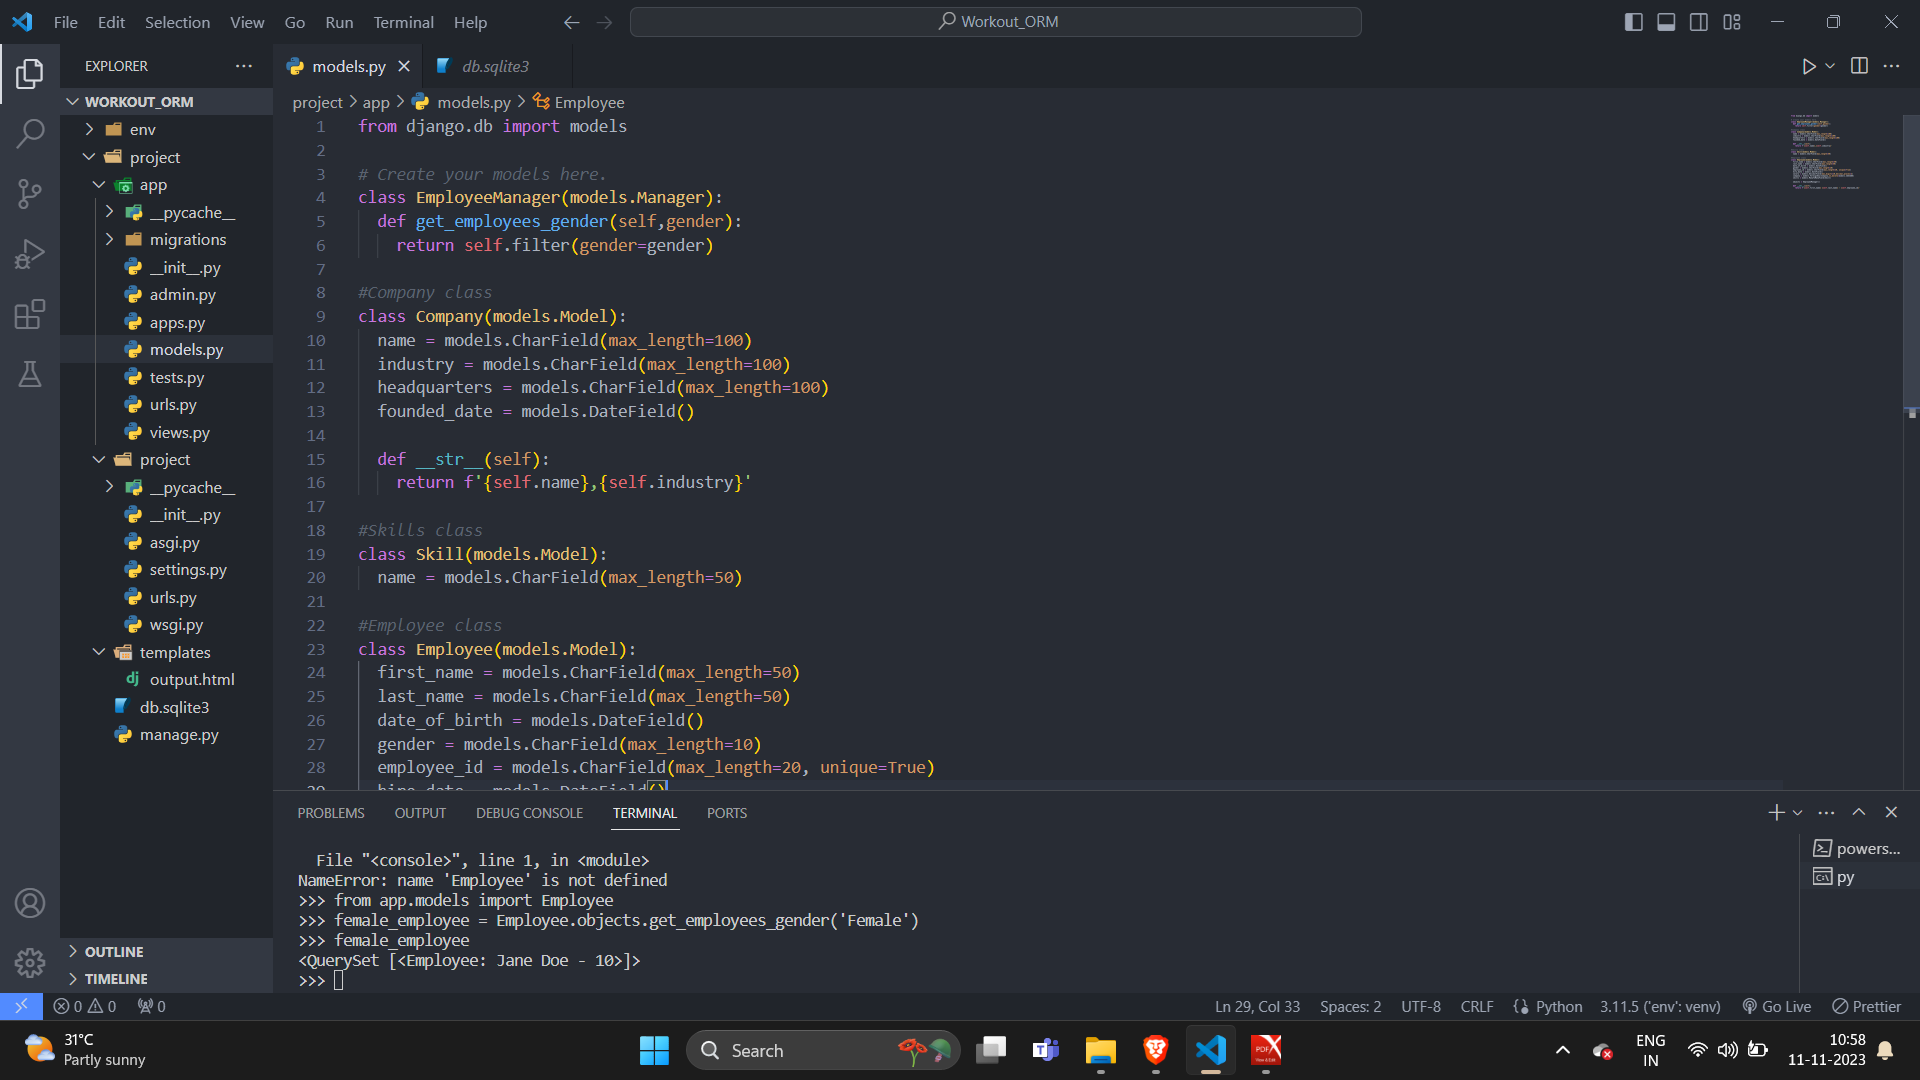 File Edit Selection View Go Run Terminal Help
Workout_ORM
EXPLORER
WORKOUT_ORM
env
project
app
__pycache__
migrations
__init__.py
admin.py
apps.py
models.py
tests.py
urls.py
views.py
project
__pycache__
__init__.py
asgi.py
settings.py
urls.py
wsgi.py
templates
dj output.html
db.sqlite3
manage.py
OUTLINE
TIMELINE
models.py
db.sqlite3
project > app > models.py > Employee
1 from django.db import models
2
3 # Create your models here.
4 class EmployeeManager(models.Manager):
5 def get_employees_gender(self,gender):
6 return self.filter(gender=gender)
7
8 #Company class
9 class Company(models.Model):
10 name = models.CharField(max_length=100)
11 industry = models.CharField(max_length=100)
12 headquarters = models.CharField(max_length=100)
13 founded_date = models.DateField()
14
15 def __str__(self):
16 return f'{self.name},{self.industry}'
17
18 #Skills class
19 class Skill(models.Model):
20 name = models.CharField(max_length=50)
21
22 #Employee class
23 class Employee(models.Model):
24 first_name = models.CharField(max_length=50)
25 last_name = models.CharField(max_length=50)
26 date_of_birth = models.DateField()
27 gender = models.CharField(max_length=10)
28 employee_id = models.CharField(max_length=20, unique=True)
29 hire_date = models.DateField()
PROBLEMS OUTPUT DEBUG CONSOLE TERMINAL PORTS
File "<console>", line 1, in <module>
NameError: name 'Employee' is not defined
>>> from app.models import Employee
>>> female_employee = Employee.objects.get_employees_gender('Female')
>>> female_employee
<QuerySet [<Employee: Jane Doe - 10>]>
>>>
powers...
py
0 0 0
Ln 29, Col 33 Spaces: 2 UTF-8 CRLF Python 3.11.5 ('env': venv) Go Live Prettier
31°C
Partly sunny
Search
ENG
IN
10:58
11-11-2023